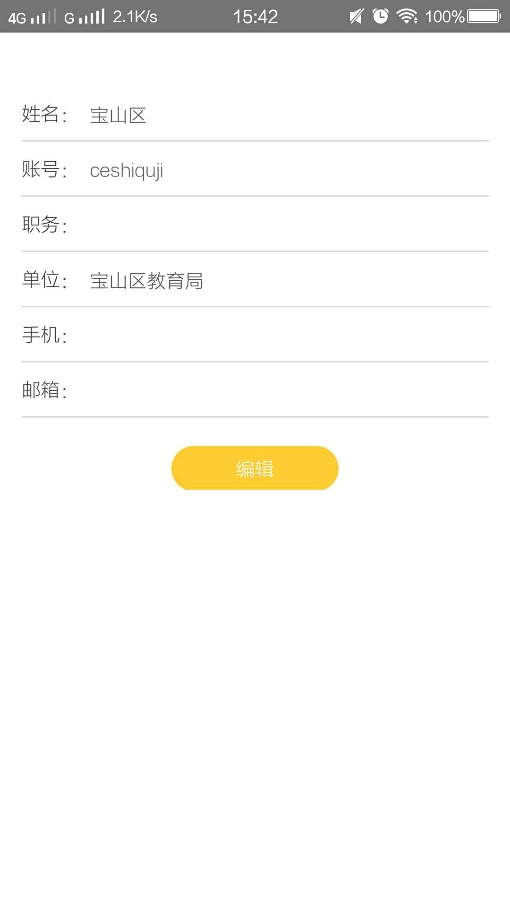 4G G 2.1K/s 15:42 100%
姓名： 宝山区
账号： ceshiquji
职务：
单位： 宝山区教育局
手机：
邮箱：
编辑